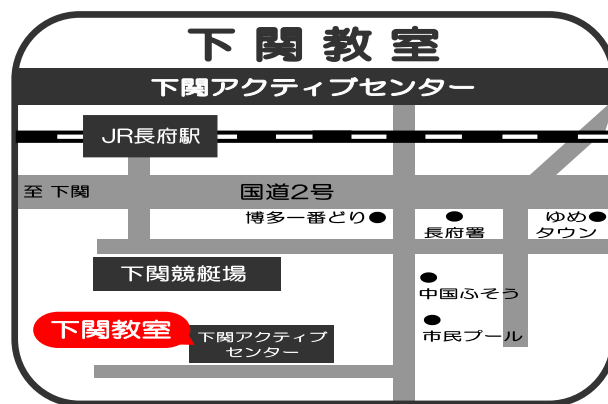 下関教室
下関アクティブセンター
JR長府駅
至 下関
国道2号
博多一番どり
長府署
ゆめ
タウン
下関競艇場
中国ふそう
下関教室
下関アクティブ
センター
市民プール